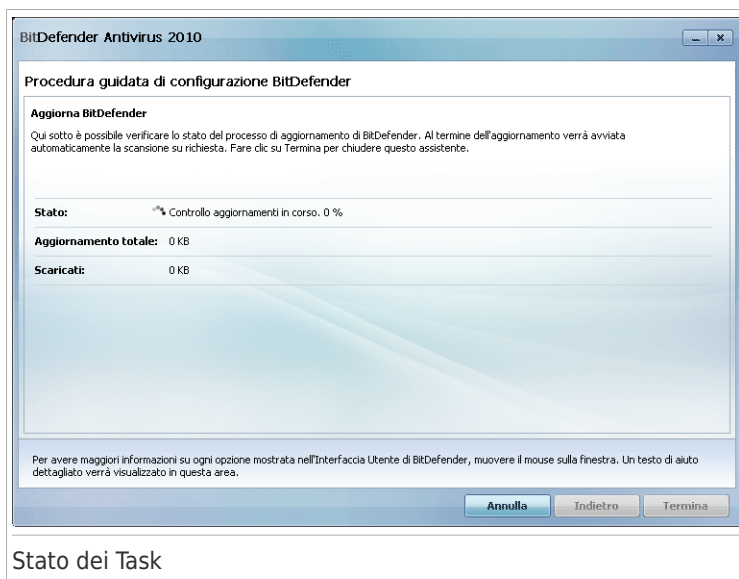 BitDefender Antivirus 2010
Procedura guidata di configurazione BitDefender
Aggiorna BitDefender
Qui sotto è possibile verificare lo stato del processo di aggiornamento di BitDefender. Al termine dell'aggiornamento verrà avviata
automaticamente la scansione su richiesta. Fare clic su Termina per chiudere questo assistente.
Stato: Controllo aggiornamenti in corso. 0 %
Aggiornamento totale: 0 KB
Scaricati: 0 KB
Per avere maggiori informazioni su ogni opzione mostrata nell'Interfaccia Utente di BitDefender, muovere il mouse sulla finestra. Un testo di aiuto
dettagliato verrà visualizzato in questa area.
Annulla Indietro Termina
Stato dei Task